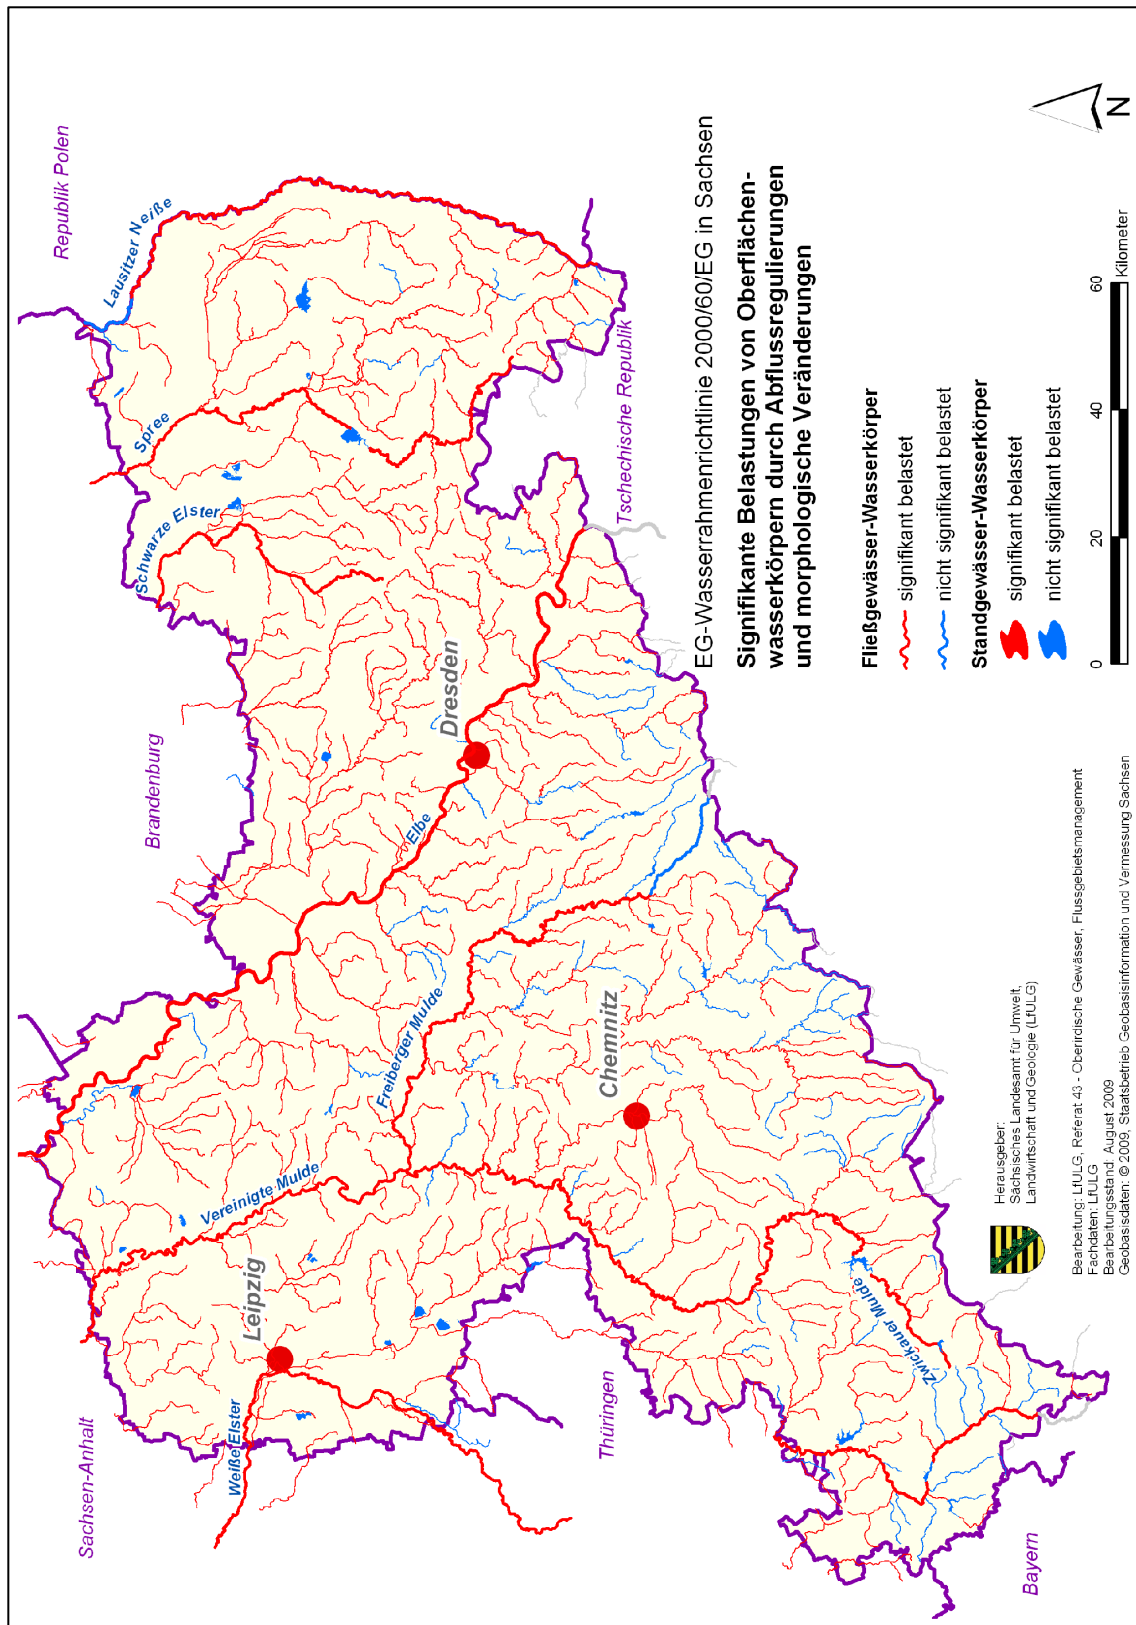 EG-Wasserrahmenrichtlinie 2000/60/EG in Sachsen
Signifikante Belastungen von Oberflächen-
wasserkörpern durch Abflussregulierungen
und morphologische Veränderungen
Fließgewässer-Wasserkörper
signifikant belastet
nicht signifikant belastet
Standgewässer-Wasserkörper
signifikant belastet
nicht signifikant belastet
0 20 40 60 Kilometer
N
Sachsen-Anhalt
Brandenburg
Republik Polen
Tschechische Republik
Thüringen
Bayern
Weiße Elster
Leipzig
Vereinigte Mulde
Freiberger Mulde
Elbe
Dresden
Schwarze Elster
Spree
Lausitzer Neiße
Chemnitz
Zwickauer Mulde
Herausgeber:
Sächsisches Landesamt für Umwelt,
Landwirtschaft und Geologie (LfULG)
Bearbeitung: LfULG, Referat 43 - Oberirdische Gewässer, Flussgebietsmanagement
Fachdaten: LfULG
Bearbeitungsstand: August 2009
Geobasisdaten: © 2009, Staatsbetrieb Geobasisinformation und Vermessung Sachsen